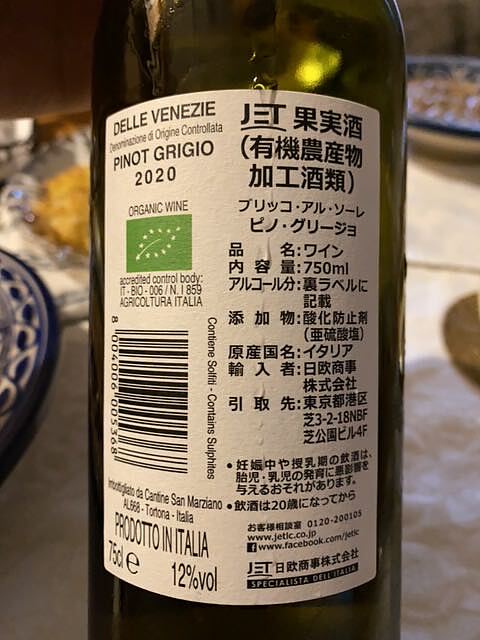 DELLE VENEZIE
Denominazione di Origine Controllata
PINOT GRIGIO
2020
ORGANIC WINE
accredited control body:
IT - BIO - 006 / N. I 859
AGRICOLTURA ITALIA
8 004006 005368
Contiene Solfiti - Contains Sulphites
Imbottigliato da Cantine San Marziano
AL668 - Tortona - Italia
PRODOTTO IN ITALIA
75cl e 12%vol
JET 果実酒
(有機農産物
加工酒類)
ブリッコ・アル・ソーレ
ピノ・グリージョ
品名:ワイン
内容量:750ml
アルコール分:裏ラベルに
記載
添加物:酸化防止剤
(亜硫酸塩)
原産国名:イタリア
輸入者:日欧商事
株式会社
引取先:東京都港区
芝3-2-18NBF
芝公園ビル4F
•妊娠中や授乳期の飲酒は、
胎児・乳児の発育に悪影響を
与えるおそれがあります。
•飲酒は20歳になってから
お客様相談室 0120-200105
www.jetlc.co.jp
f www.facebook.com/jetlc
JET 日欧商事株式会社
SPECIALISTA DELL'ITALIA